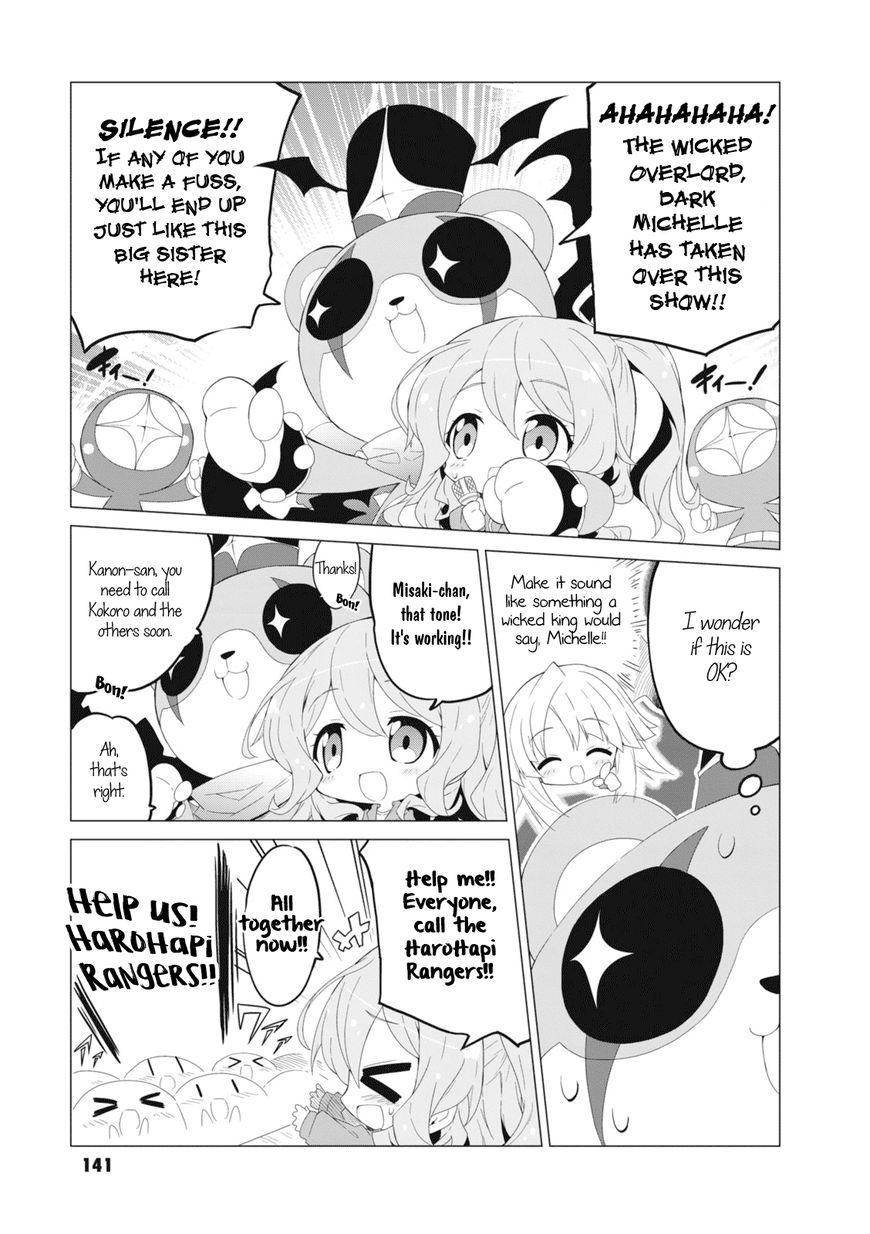 AHAHAHAHA!
THE WICKED
OVERLORD,
DARK
MICHELLE
HAS TAKEN
OVER THIS
SHOW!!
SILENCE!!
IF ANY OF YOU
MAKE A FUSS,
YOU'LL END UP
JUST LIKE THIS
BIG SISTER
HERE!
キィー!
キィー!
I wonder
if this is
OK?
Make it sound
like something a
wicked king would
say, Michelle!!
Misaki-chan,
that tone!
It's working!!
Thanks!
Bon!
Kanon-san, you
need to call
Kokoro and the
others soon.
Bon!
Ah,
that's
right.
Help me!!
Everyone,
call the
HaroHapi
Rangers!!
All
together
now!!
Help us!
HaroHapi
Rangers!!
141